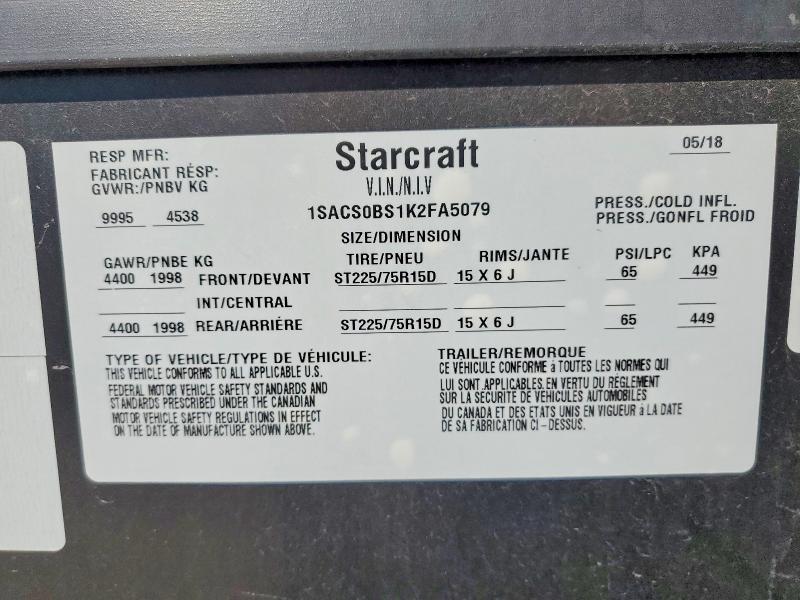 RESP MFR:
FABRICANT RÉSP:
GVWR:/PNBV KG
9995 4538
Starcraft
V.I.N./N.I.V
1SACS0BS1K2FA5079
05/18
PRESS./COLD INFL.
PRESS./GONFL FROID
SIZE/DIMENSION
GAWR/PNBE KG TIRE/PNEU RIMS/JANTE PSI/LPC KPA
4400 1998 FRONT/DEVANT ST225/75R15D 15 X 6 J 65 449
INT/CENTRAL
4400 1998 REAR/ARRIÉRE ST225/75R15D 15 X 6 J 65 449
TYPE OF VEHICLE/TYPE DE VÉHICULE:
THIS VEHICLE CONFORMS TO ALL APPLICABLE U.S.
FEDERAL MOTOR VEHICLE SAFETY STANDARDS AND
STANDARDS PRESCRIBED UNDER THE CANADIAN
MOTOR VEHICLE SAFETY REGULATIONS IN EFFECT
ON THE DATE OF MANUFACTURE SHOWN ABOVE.
TRAILER/REMORQUE
CE VÉHICULE CONFORME à TOUTES LES NORMES QUI
LUI SONT APPLICABLES EN VERTU DU RÈGLEMENT
SUR LA SÈCURITÈ DE VÈHICULES AUTOMOBILES
DU CANADA ET DES ETATS UNIS EN VIGUEUR à LA DATE
DE SA FABRICATION CI-DESSUS.